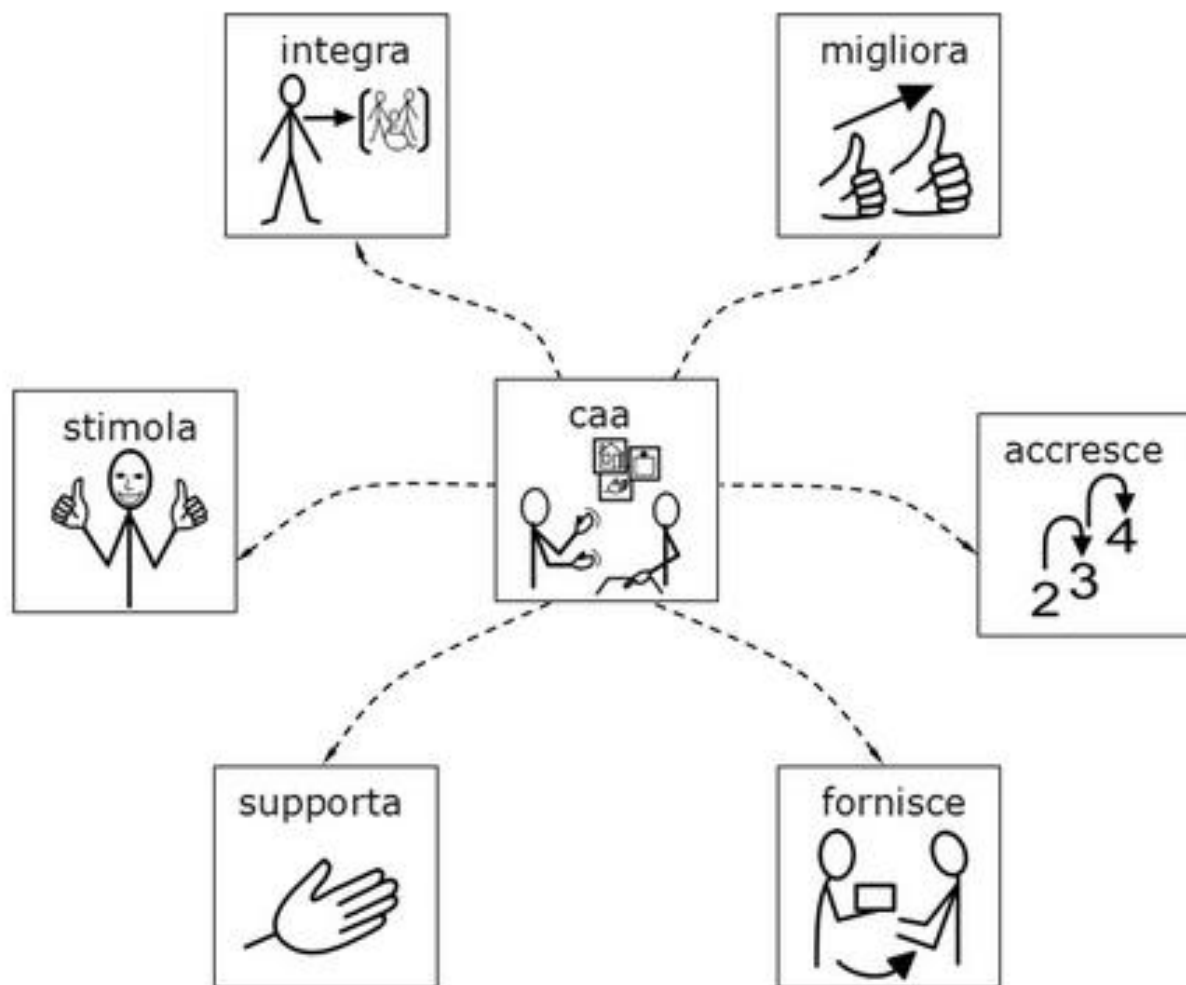 integra
migliora
stimola
caa
accresce
2
3
4
supporta
fornisce